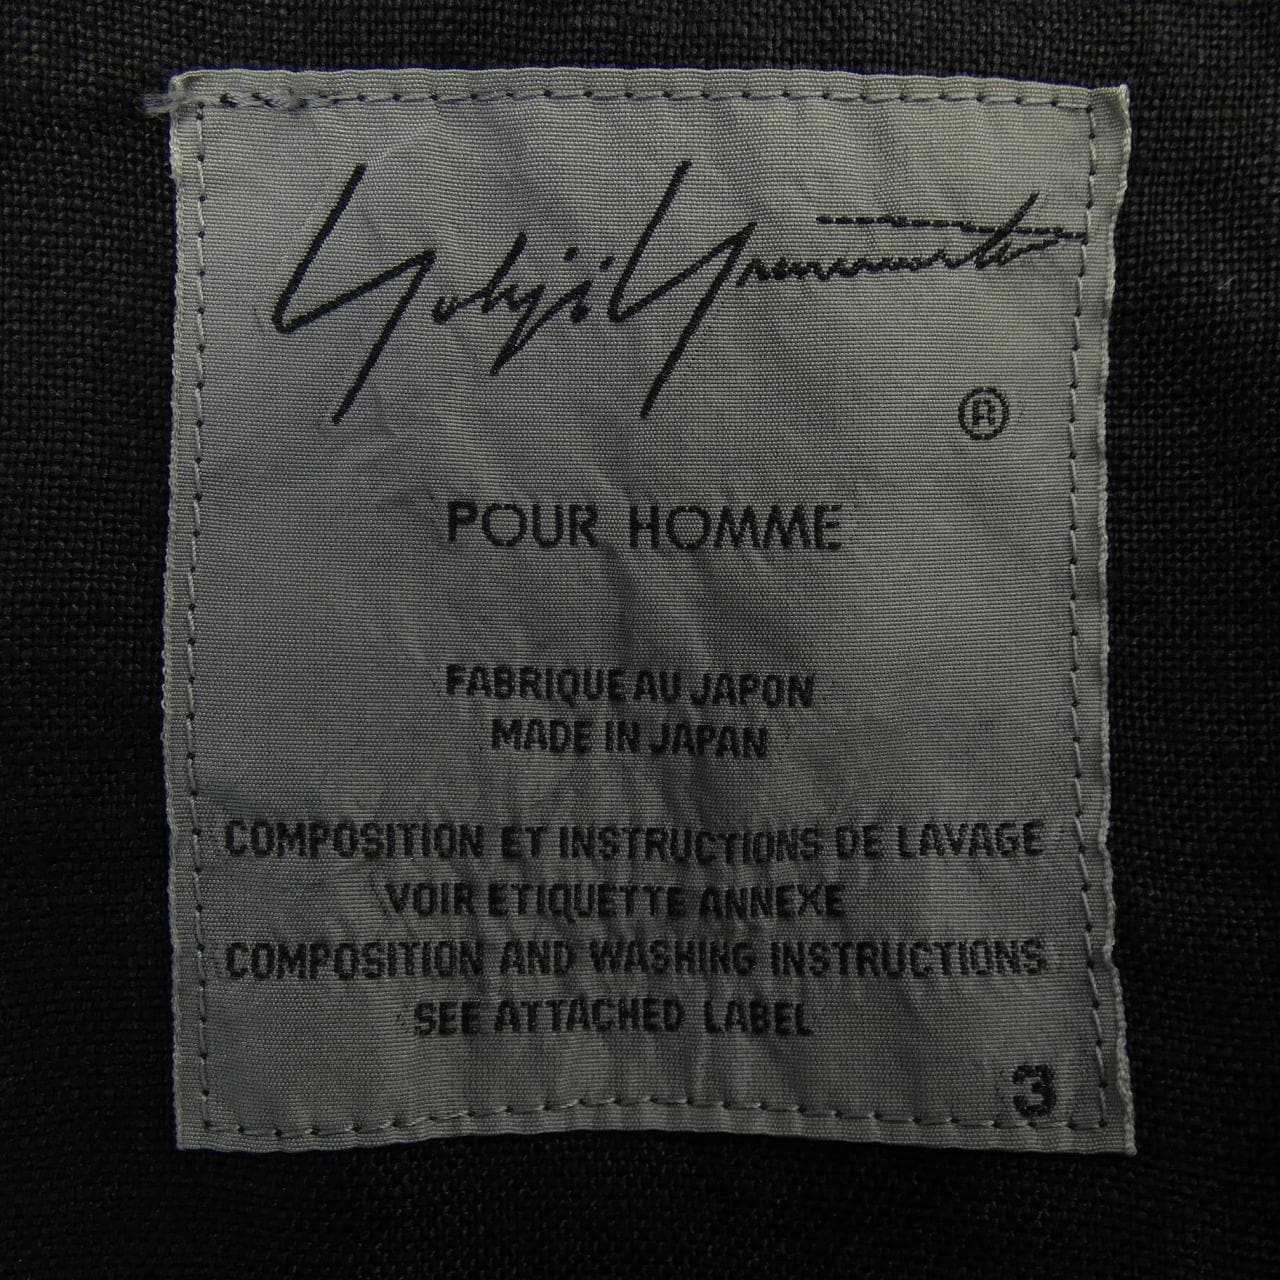 Yohji Yamamoto
®
POUR HOMME
FABRIQUE AU JAPON
MADE IN JAPAN
COMPOSITION ET INSTRUCTIONS DE LAVAGE
VOIR ETIQUETTE ANNEXE
COMPOSITION AND WASHING INSTRUCTIONS
SEE ATTACHED LABEL
3